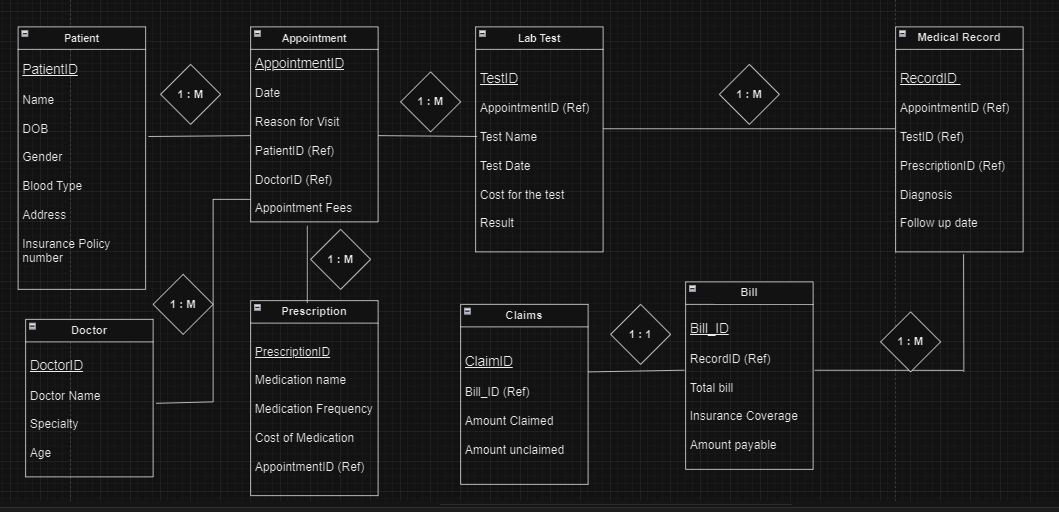 Patient
PatientID
Name
DOB
Gender
Blood Type
Address
Insurance Policy
number
1 : M
Appointment
AppointmentID
Date
Reason for Visit
PatientID (Ref)
DoctorID (Ref)
Appointment Fees
1 : M
Lab Test
TestID
AppointmentID (Ref)
Test Name
Test Date
Cost for the test
Result
1 : M
Medical Record
RecordID
AppointmentID (Ref)
TestID (Ref)
PrescriptionID (Ref)
Diagnosis
Follow up date
1 : M
1 : M
Doctor
DoctorID
Doctor Name
Specialty
Age
Prescription
PrescriptionID
Medication name
Medication Frequency
Cost of Medication
AppointmentID (Ref)
Claims
ClaimID
Bill_ID (Ref)
Amount Claimed
Amount unclaimed
1 : 1
Bill
Bill_ID
RecordID (Ref)
Total bill
Insurance Coverage
Amount payable
1 : M